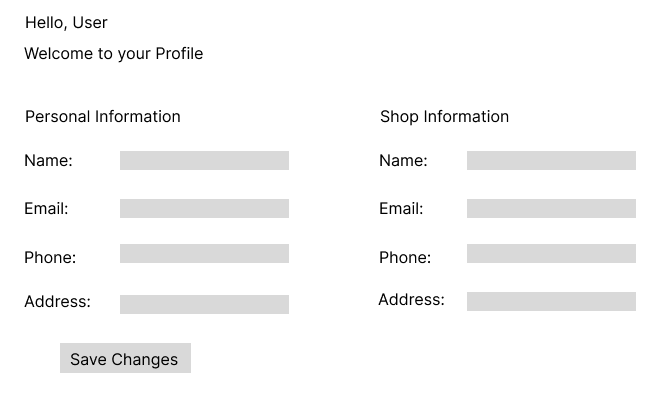 Hello, User
Welcome to your Profile
Personal Information
Name:
Email:
Phone:
Address:
Save Changes
Shop Information
Name:
Email:
Phone:
Address: